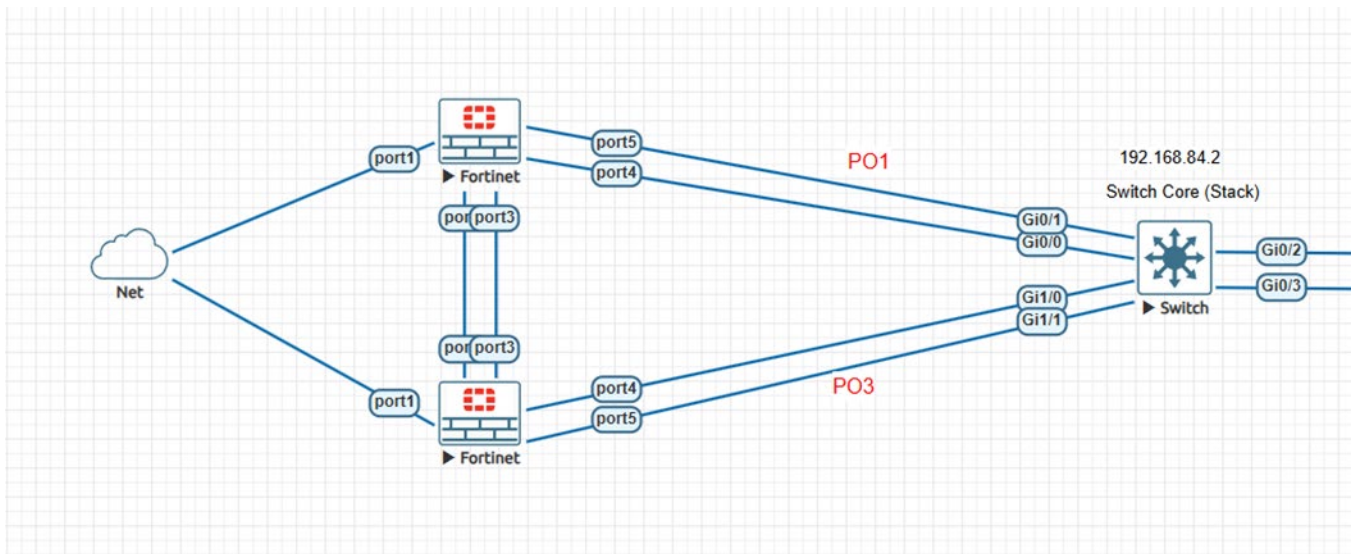 port5
port1
port4
PO1
192.168.84.2
Switch Core (Stack)
Fortinet
port3
Gi0/1
Gi0/0
Gi0/2
Net
Gi0/3
Gi1/0
Switch
Gi1/1
port3
port4
PO3
port1
port5
Fortinet